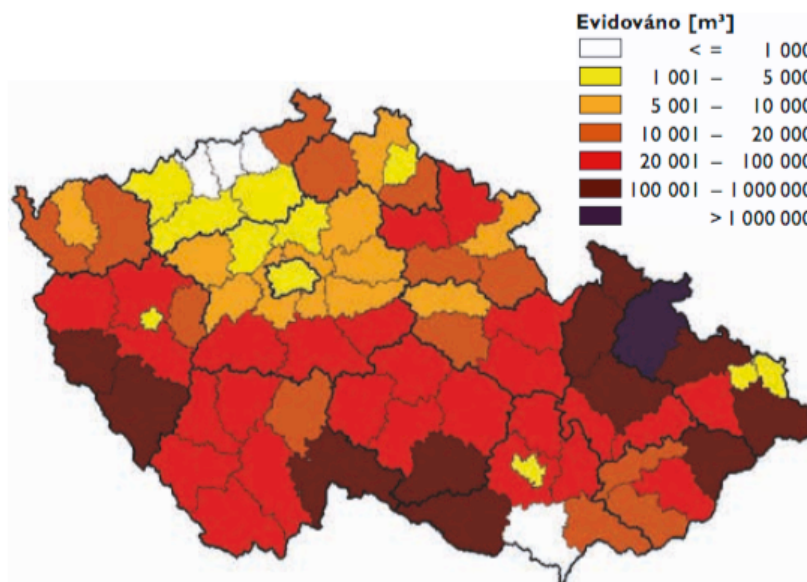 Evidováno [m³]
< = 1 000
1 001 – 5 000
5 001 – 10 000
10 001 – 20 000
20 001 – 100 000
100 001 – 1 000 000
> 1 000 000